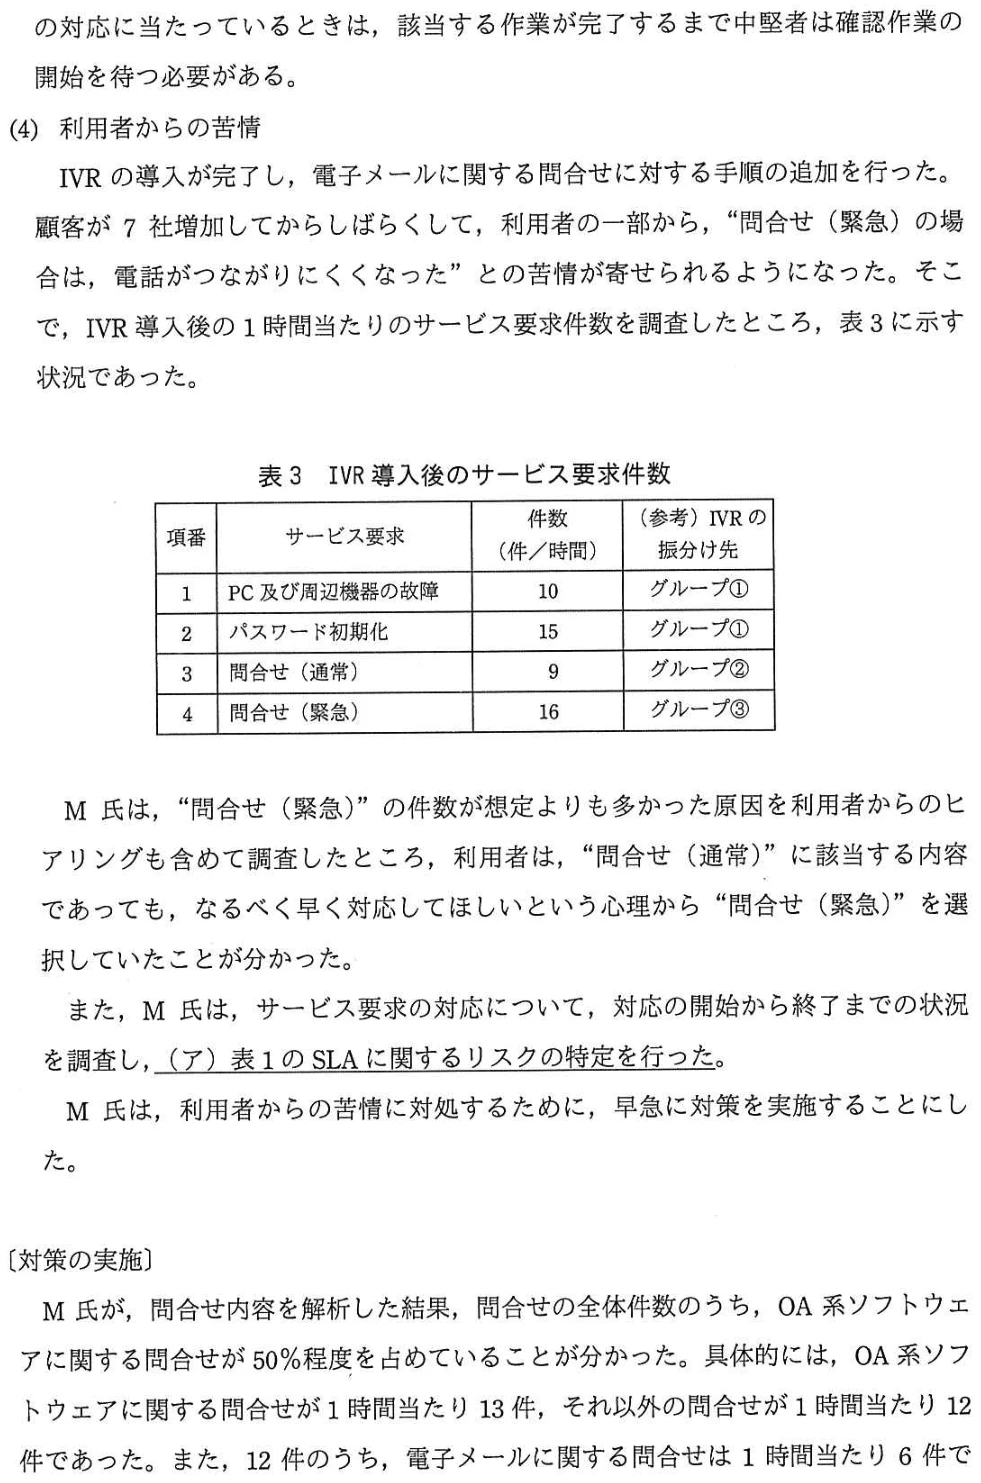 の対応に当たっているときは，該当する作業が完了するまで中堅者は確認作業の
開始を待つ必要がある。
(4) 利用者からの苦情
IVR の導入が完了し，電子メールに関する問合せに対する手順の追加を行った。
顧客が 7 社増加してからしばらくして，利用者の一部から，“問合せ（緊急）の場
合は，電話がつながりにくくなった” との苦情が寄せられるようになった。そこ
で，IVR 導入後の 1 時間当たりのサービス要求件数を調査したところ，表 3 に示す
状況であった。
表 3 IVR 導入後のサービス要求件数
項番 サービス要求 件数（件／時間） （参考）IVR の振分け先
1 PC 及び周辺機器の故障 10 グループ①
2 パスワード初期化 15 グループ①
3 問合せ（通常） 9 グループ②
4 問合せ（緊急） 16 グループ③
M 氏は，“問合せ（緊急）” の件数が想定よりも多かった原因を利用者からのヒ
アリングも含めて調査したところ，利用者は，“問合せ（通常）” に該当する内容
であっても，なるべく早く対応してほしいという心理から “問合せ（緊急）” を選
択していたことが分かった。
また，M 氏は，サービス要求の対応について，対応の開始から終了までの状況
を調査し，（ア）表 1 の SLA に関するリスクの特定を行った。
M 氏は，利用者からの苦情に対処するために，早急に対策を実施することにし
た。
〔対策の実施〕
M 氏が，問合せ内容を解析した結果，問合せの全体件数のうち，OA 系ソフトウェ
アに関する問合せが 50％程度を占めていることが分かった。具体的には，OA 系ソフ
トウェアに関する問合せが 1 時間当たり 13 件，それ以外の問合せが 1 時間当たり 12
件であった。また，12 件のうち，電子メールに関する問合せは 1 時間当たり 6 件で